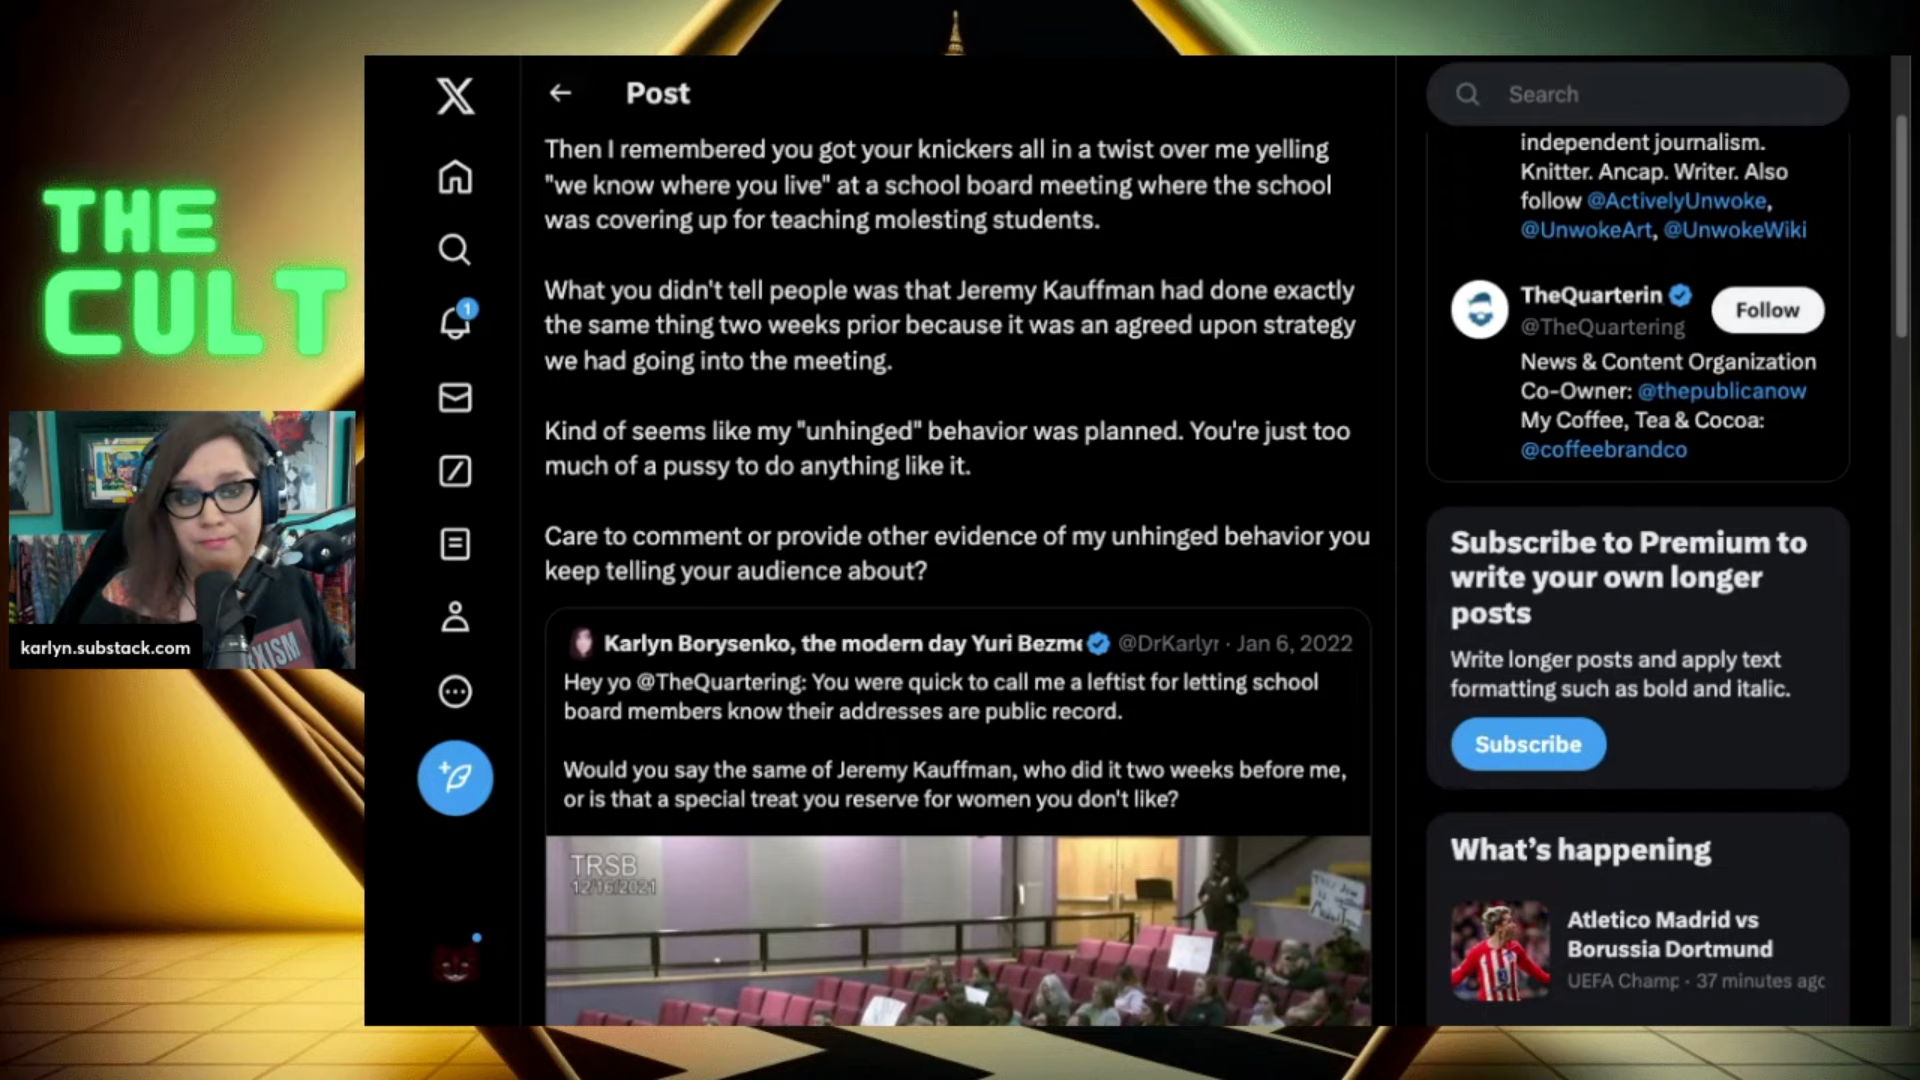 THE
CULT
karlyn.substack.com
Post
Then I remembered you got your knickers all in a twist over me yelling
"we know where you live" at a school board meeting where the school
was covering up for teaching molesting students.
What you didn't tell people was that Jeremy Kauffman had done exactly
the same thing two weeks prior because it was an agreed upon strategy
we had going into the meeting.
Kind of seems like my "unhinged" behavior was planned. You're just too
much of a pussy to do anything like it.
Care to comment or provide other evidence of my unhinged behavior you
keep telling your audience about?
Karlyn Borysenko, the modern day Yuri Bezme @DrKarlyr · Jan 6, 2022
Hey yo @TheQuartering: You were quick to call me a leftist for letting school
board members know their addresses are public record.
Would you say the same of Jeremy Kauffman, who did it two weeks before me,
or is that a special treat you reserve for women you don't like?
TRSB
12/16/2021
1
Search
independent journalism.
Knitter. Ancap. Writer. Also
follow @ActivelyUnwoke,
@UnwokeArt, @UnwokeWiki
TheQuarterin
@TheQuartering
Follow
News & Content Organization
Co-Owner: @thepublicanow
My Coffee, Tea & Cocoa:
@coffeebrandco
Subscribe to Premium to
write your own longer
posts
Write longer posts and apply text
formatting such as bold and italic.
Subscribe
What's happening
Atletico Madrid vs
Borussia Dortmund
UEFA Champ · 37 minutes ago